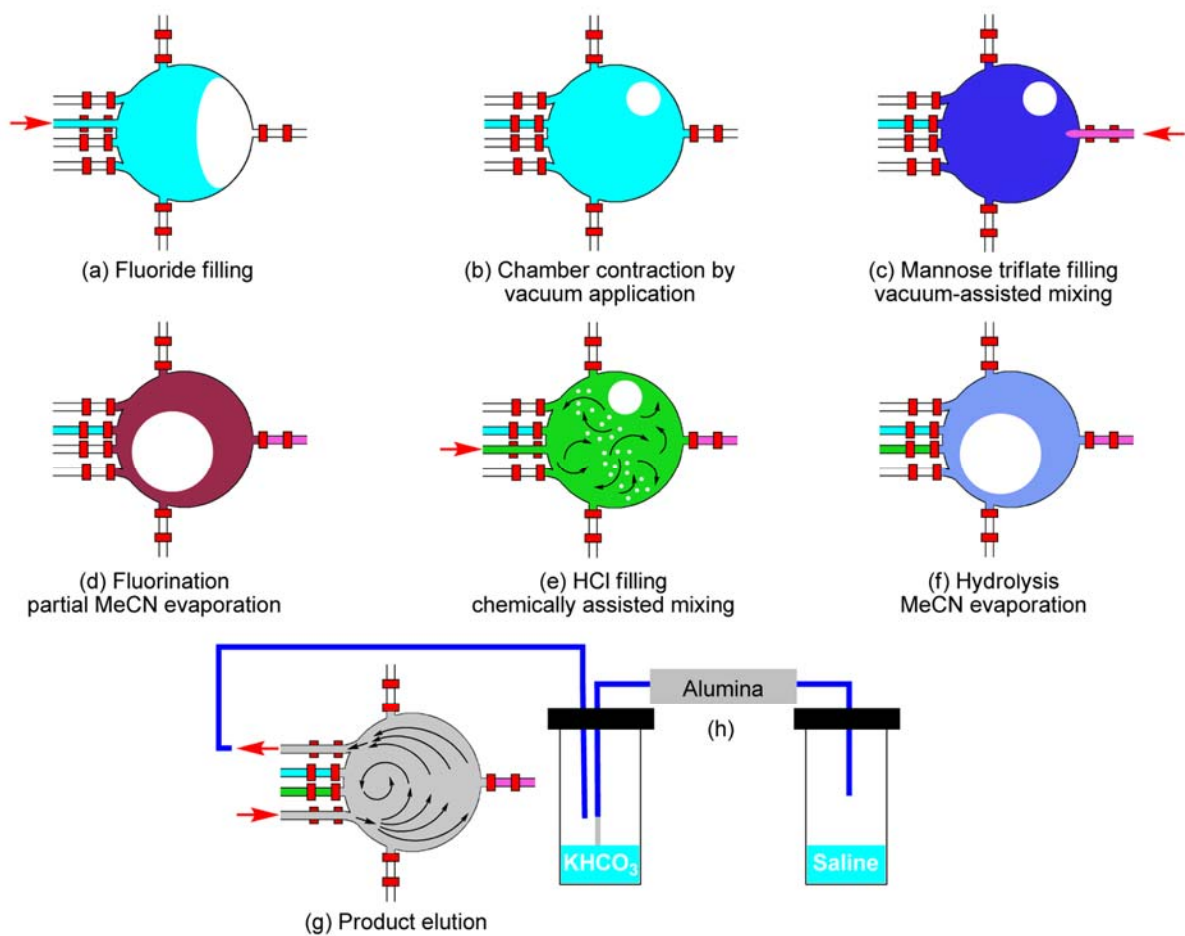 (a) Fluoride filling
(b) Chamber contraction by
vacuum application
(c) Mannose triflate filling
vacuum-assisted mixing
(d) Fluorination
partial MeCN evaporation
(e) HCl filling
chemically assisted mixing
(f) Hydrolysis
MeCN evaporation
Alumina
(h)
KHCO₃
Saline
(g) Product elution